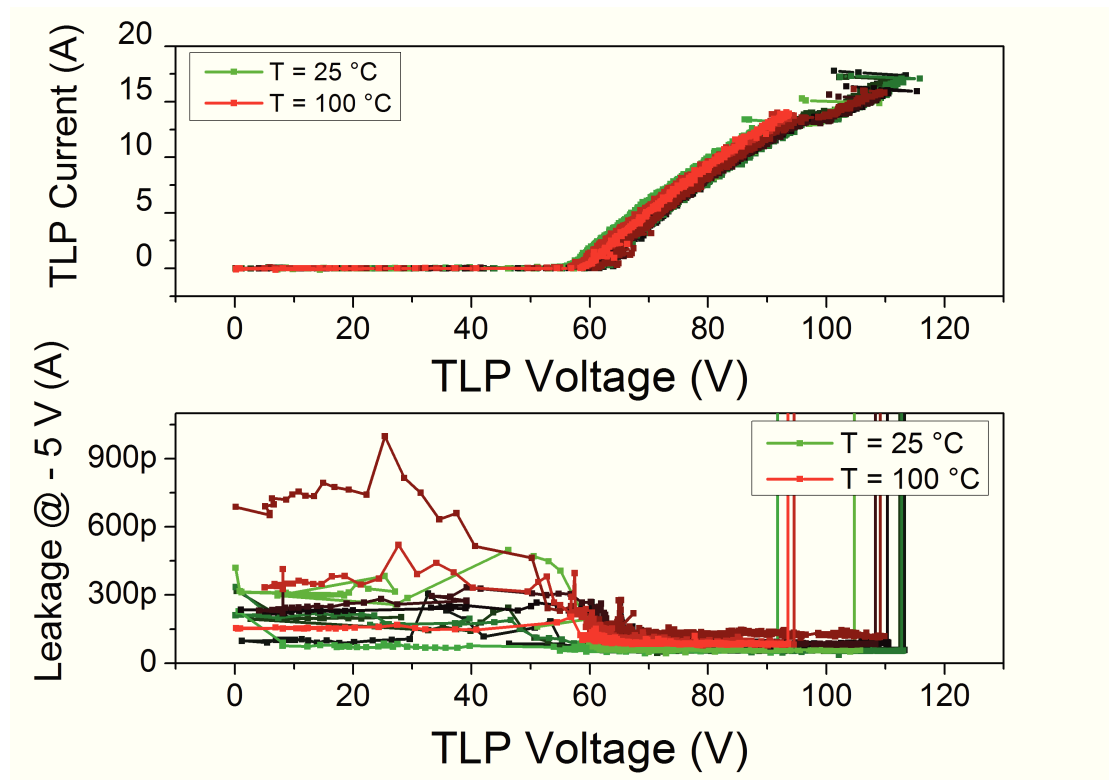 TLP Current (A)
20
15
10
5
0
T = 25 °C
T = 100 °C
0 20 40 60 80 100 120
TLP Voltage (V)
Leakage @ - 5 V (A)
900p
600p
300p
0
T = 25 °C
T = 100 °C
0 20 40 60 80 100 120
TLP Voltage (V)